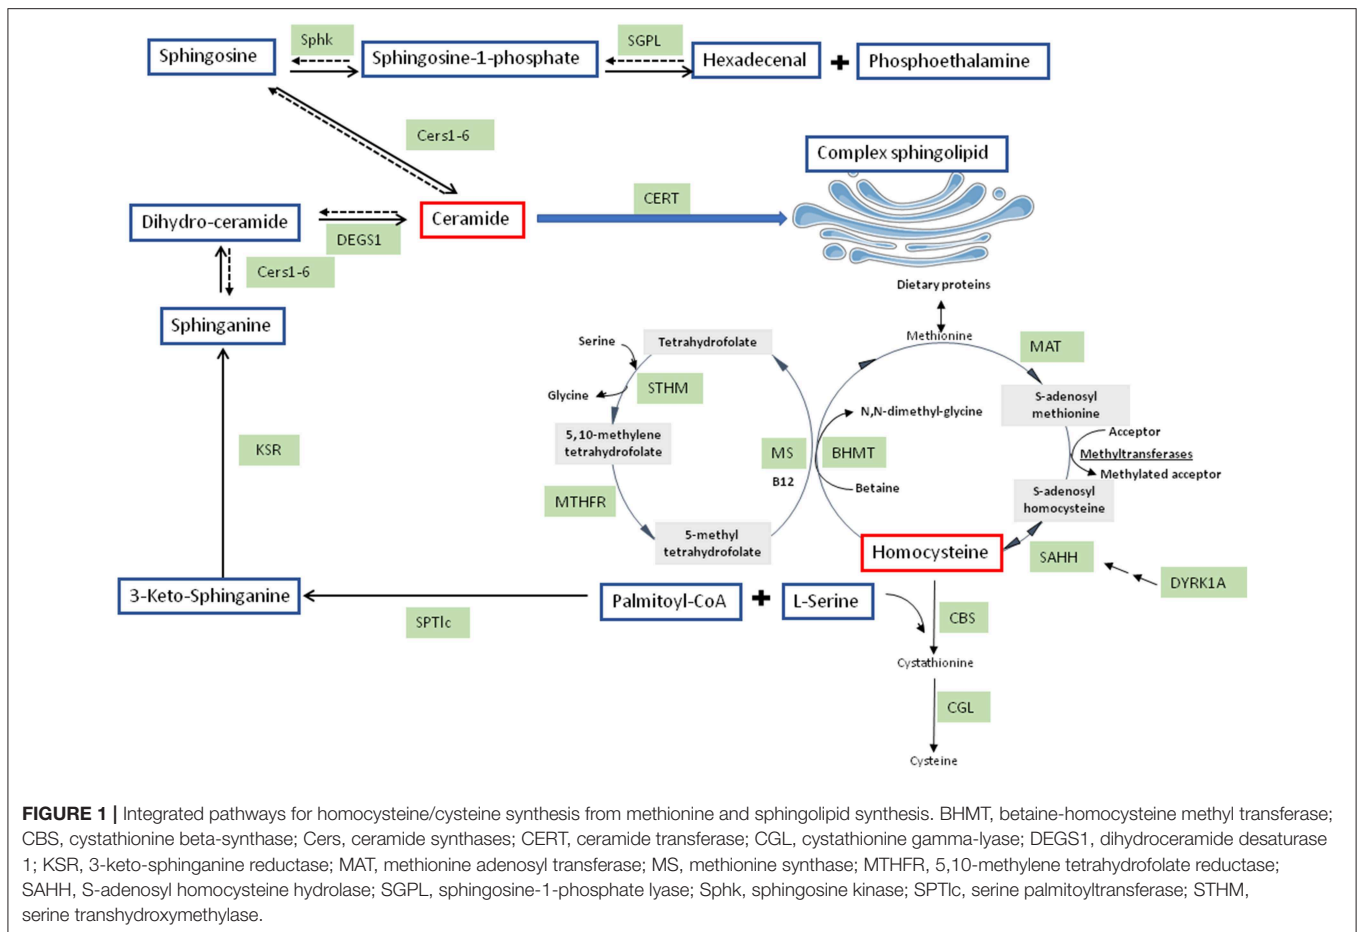 Sphingosine
Sphk
Sphingosine-1-phosphate
SGPL
Hexadecenal
+
Phosphoethalamine
Cers1-6
Complex sphingolipid
Dihydro-ceramide
DEGS1
Ceramide
CERT
Cers1-6
Dietary proteins
Sphinganine
Serine
Tetrahydrofolate
Methionine
MAT
STHM
Glycine
S-adenosyl
methionine
N,N-dimethyl-glycine
5,10-methylene
tetrahydrofolate
KSR
MS
B12
BHMT
Acceptor
Methyltransferases
Methylated acceptor
Betaine
MTHFR
S-adenosyl
homocysteine
5-methyl
tetrahydrofolate
Homocysteine
SAHH
DYRK1A
3-Keto-Sphinganine
SPTlc
Palmitoyl-CoA
+
L-Serine
CBS
Cystathionine
CGL
Cysteine
FIGURE 1 | Integrated pathways for homocysteine/cysteine synthesis from methionine and sphingolipid synthesis. BHMT, betaine-homocysteine methyl transferase;
CBS, cystathionine beta-synthase; Cers, ceramide synthases; CERT, ceramide transferase; CGL, cystathionine gamma-lyase; DEGS1, dihydroceramide desaturase
1; KSR, 3-keto-sphinganine reductase; MAT, methionine adenosyl transferase; MS, methionine synthase; MTHFR, 5,10-methylene tetrahydrofolate reductase;
SAHH, S-adenosyl homocysteine hydrolase; SGPL, sphingosine-1-phosphate lyase; Sphk, sphingosine kinase; SPTlc, serine palmitoyltransferase; STHM,
serine transhydroxymethylase.